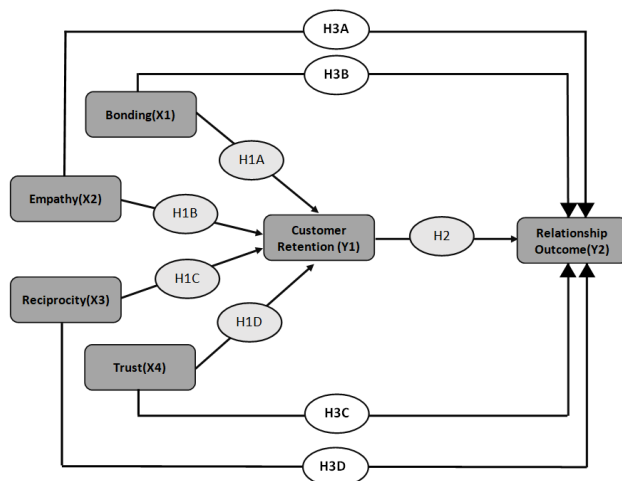 H3A
H3B
Bonding(X1)
H1A
Empathy(X2)
H1B
Customer
Retention (Y1)
H2
Relationship
Outcome(Y2)
Reciprocity(X3)
H1C
H1D
Trust(X4)
H3C
H3D